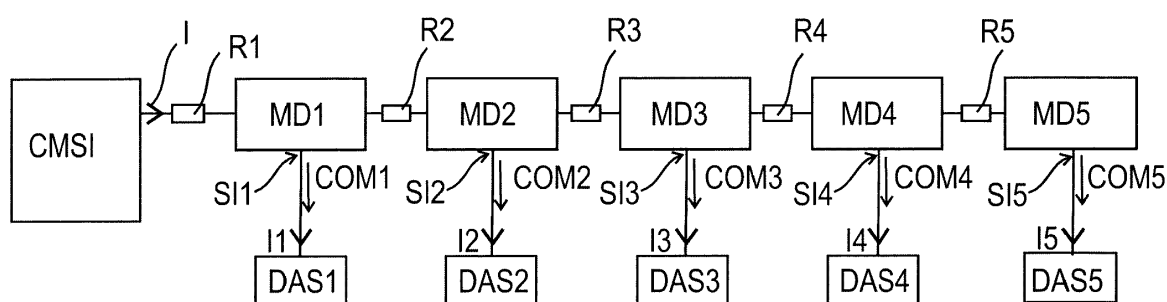 I R1 R2 R3 R4 R5
CMSI MD1 MD2 MD3 MD4 MD5
SI1 COM1 SI2 COM2 SI3 COM3 SI4 COM4 SI5 COM5
I1 I2 I3 I4 I5
DAS1 DAS2 DAS3 DAS4 DAS5